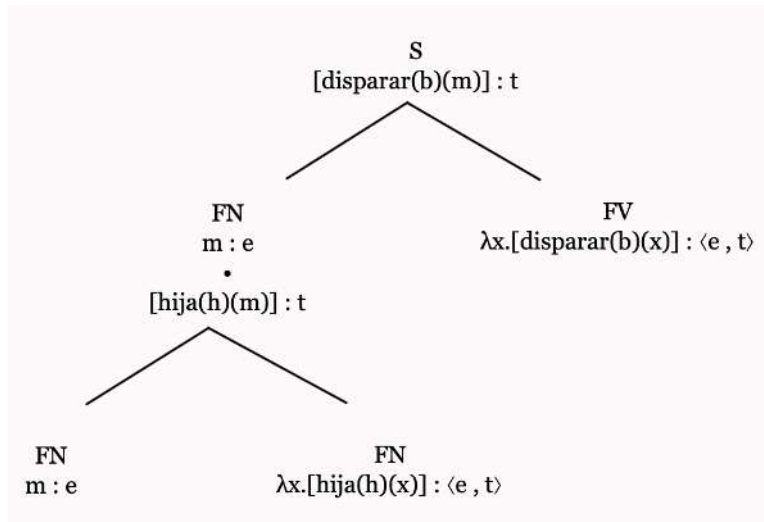 S
[disparar(b)(m)] : t
FN
m : e
FV
λx.[disparar(b)(x)] : ⟨e , t⟩
•
[hija(h)(m)] : t
FN
m : e
FN
λx.[hija(h)(x)] : ⟨e , t⟩